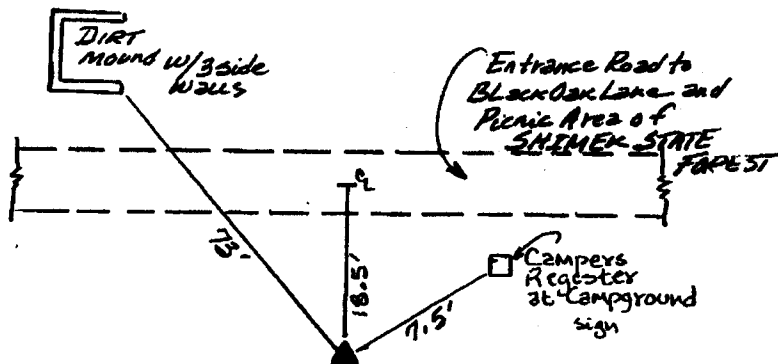 DIRT
MOUND W/3 side
walls
Entrance Road to
BLack Oak Lake and
Picnic Area of
SHIMEK STATE
FOREST
℄
73'
18.5'
7.5'
Campers
Register
at Campground
sign